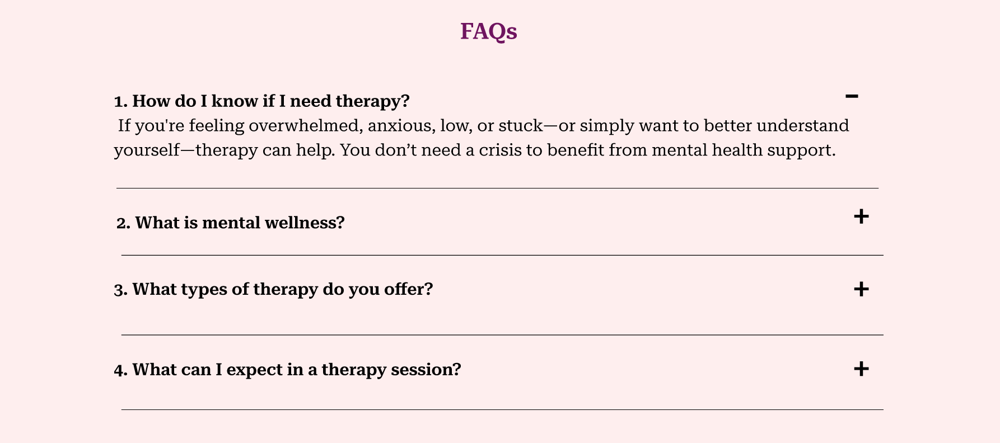 FAQs
1. How do I know if I need therapy?
If you're feeling overwhelmed, anxious, low, or stuck—or simply want to better understand
yourself—therapy can help. You don’t need a crisis to benefit from mental health support.
2. What is mental wellness?
3. What types of therapy do you offer?
4. What can I expect in a therapy session?